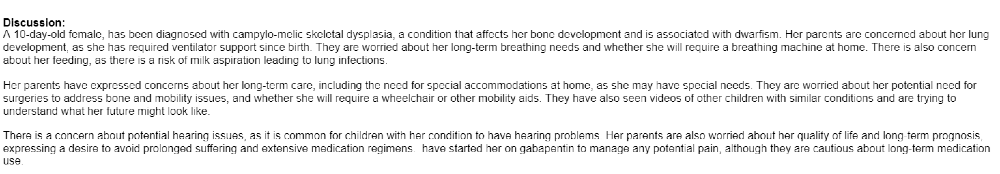 Discussion:
A 10-day-old female, has been diagnosed with campylo-melic skeletal dysplasia, a condition that affects her bone development and is associated with dwarfism. Her parents are concerned about her lung
development, as she has required ventilator support since birth. They are worried about her long-term breathing needs and whether she will require a breathing machine at home. There is also concern
about her feeding, as there is a risk of milk aspiration leading to lung infections.
Her parents have expressed concerns about her long-term care, including the need for special accommodations at home, as she may have special needs. They are worried about her potential need for
surgeries to address bone and mobility issues, and whether she will require a wheelchair or other mobility aids. They have also seen videos of other children with similar conditions and are trying to
understand what her future might look like.
There is a concern about potential hearing issues, as it is common for children with her condition to have hearing problems. Her parents are also worried about her quality of life and long-term prognosis,
expressing a desire to avoid prolonged suffering and extensive medication regimens.  have started her on gabapentin to manage any potential pain, although they are cautious about long-term medication
use.